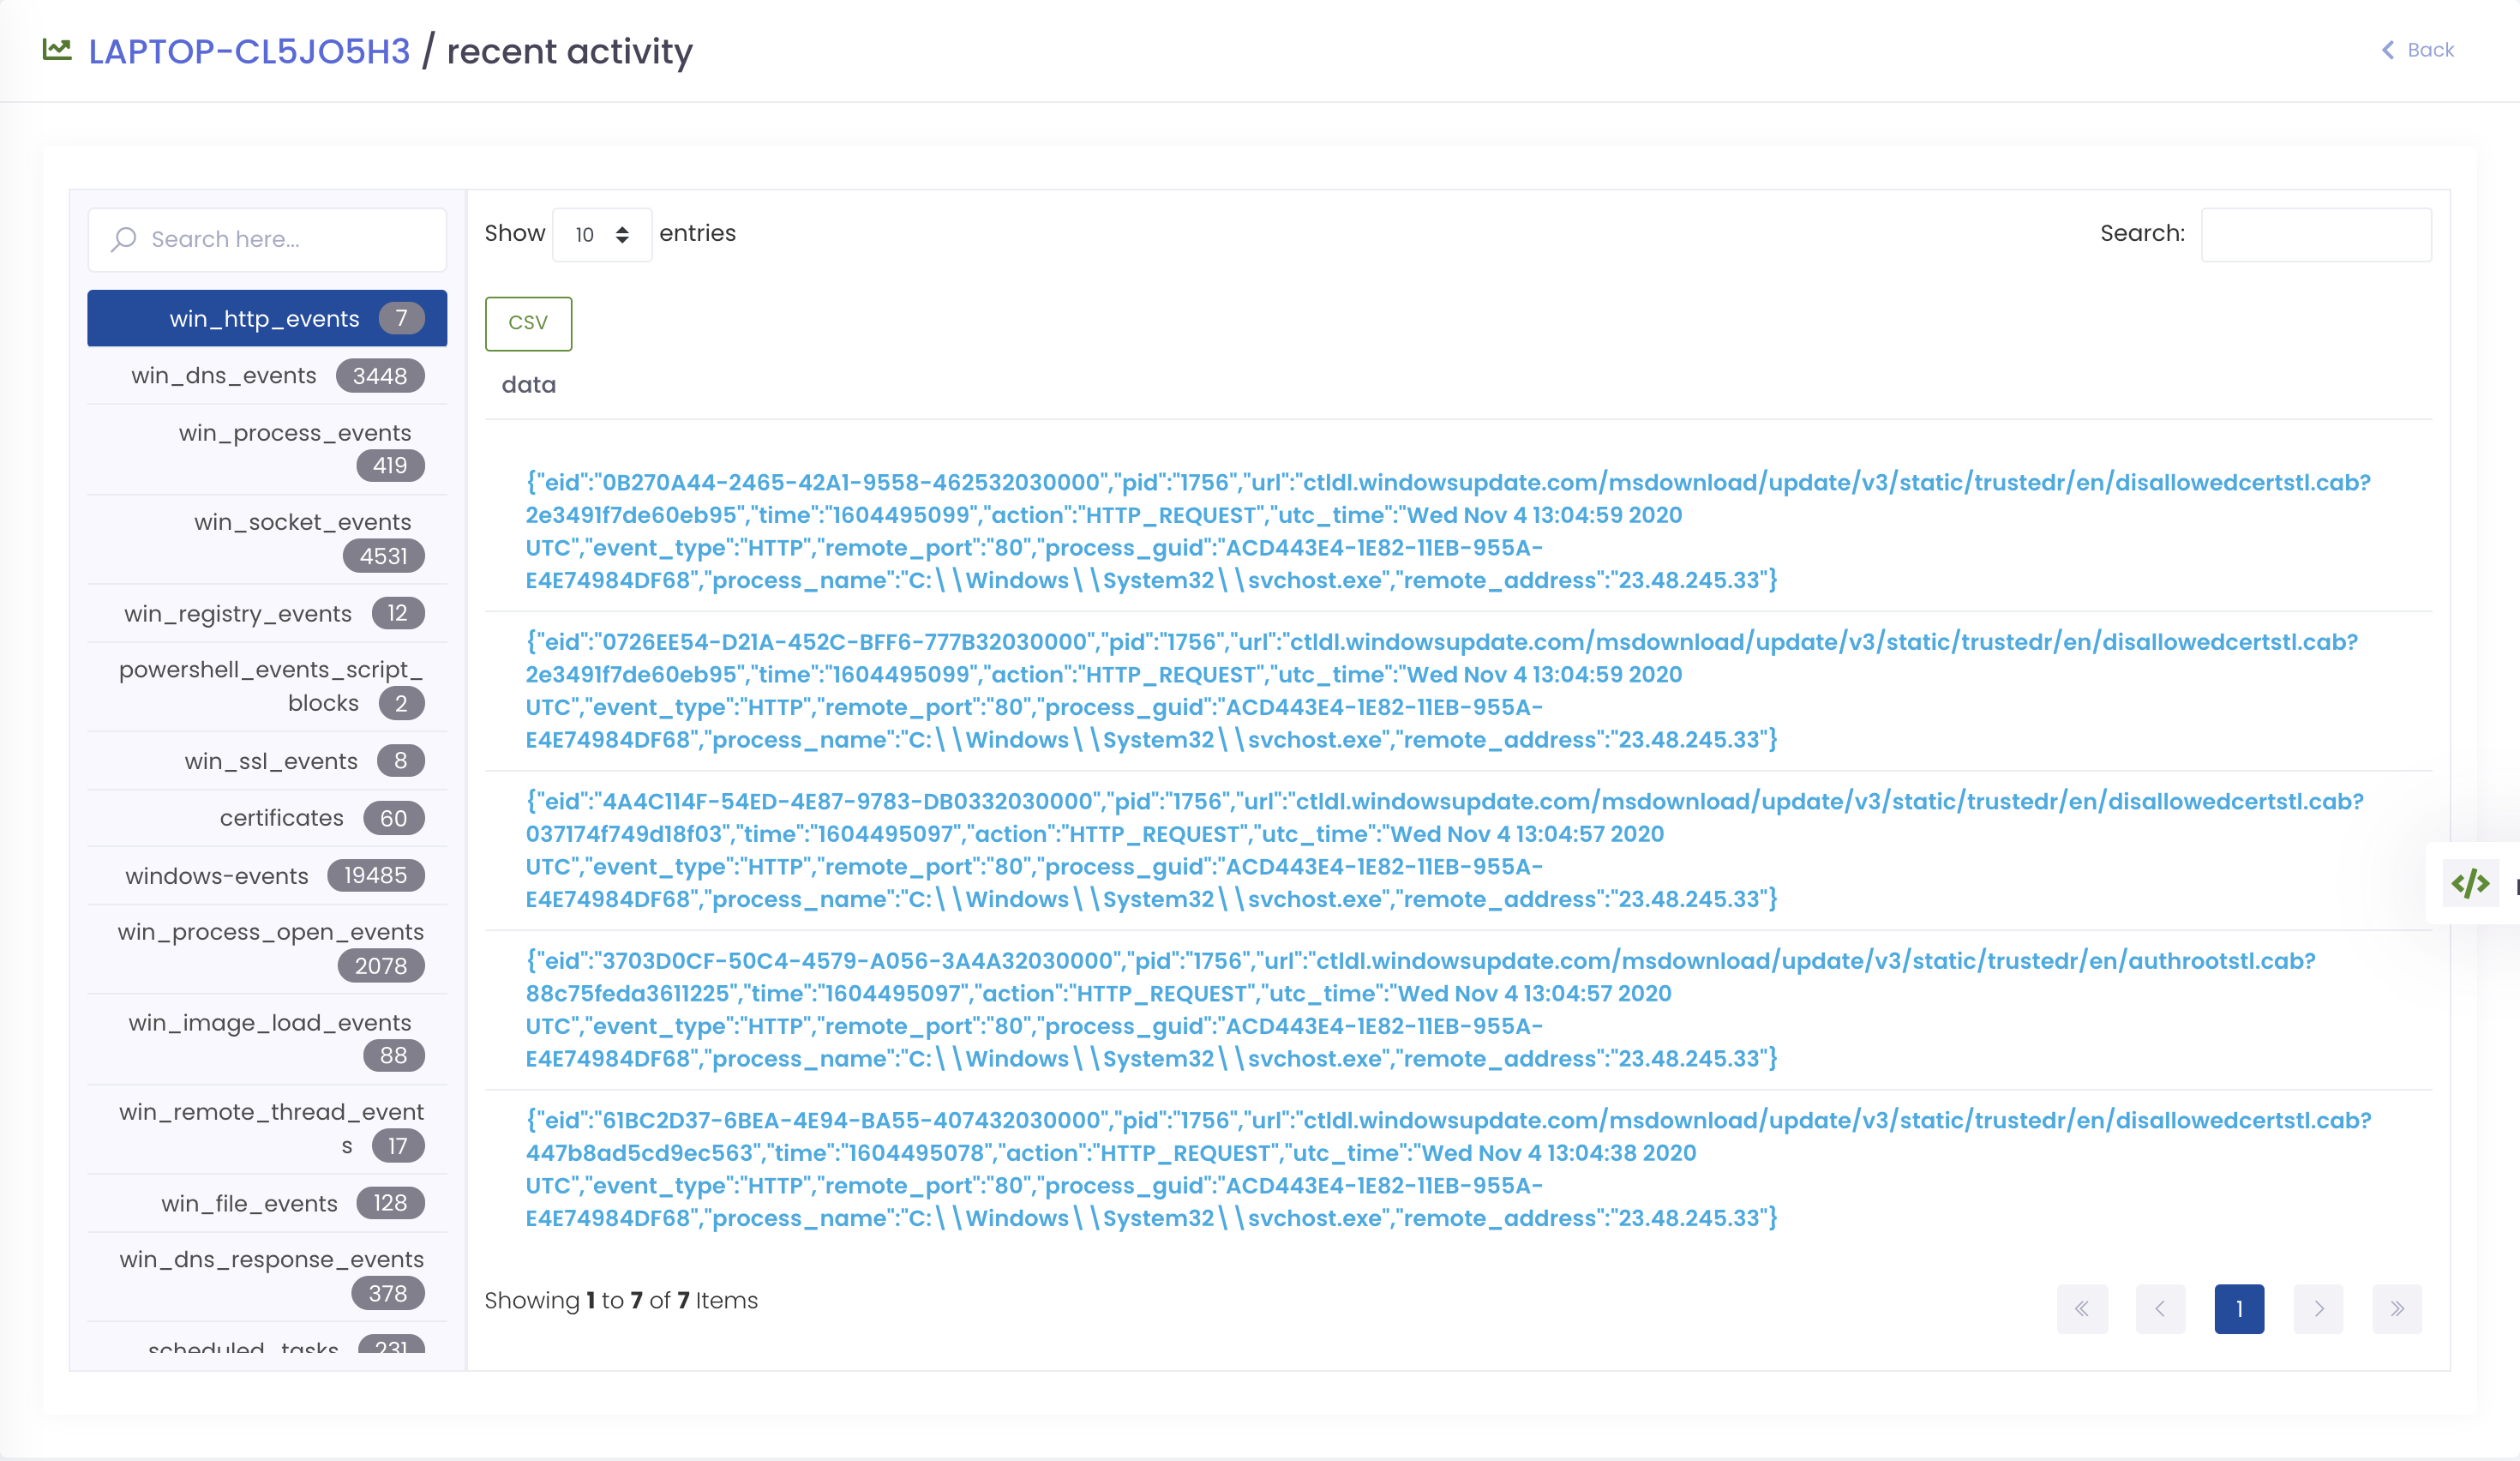 LAPTOP-CL5JO5H3 / recent activity
Back
Search here...
win_http_events 7
win_dns_events 3448
win_process_events
419
win_socket_events
4531
win_registry_events 12
powershell_events_script_
blocks 2
win_ssl_events 8
certificates 60
windows-events 19485
win_process_open_events
2078
win_image_load_events
88
win_remote_thread_event
s 17
win_file_events 128
win_dns_response_events
378
scheduled_tasks 231
Show 10 entries
Search:
CSV
data
{"eid":"0B270A44-2465-42A1-9558-462532030000","pid":"1756","url":"ctldl.windowsupdate.com/msdownload/update/v3/static/trustedr/en/disallowedcertstl.cab?
2e3491f7de60eb95","time":"1604495099","action":"HTTP_REQUEST","utc_time":"Wed Nov 4 13:04:59 2020
UTC","event_type":"HTTP","remote_port":"80","process_guid":"ACD443E4-1E82-11EB-955A-
E4E74984DF68","process_name":"C:\\Windows\\System32\\svchost.exe","remote_address":"23.48.245.33"}
{"eid":"0726EE54-D21A-452C-BFF6-777B32030000","pid":"1756","url":"ctldl.windowsupdate.com/msdownload/update/v3/static/trustedr/en/disallowedcertstl.cab?
2e3491f7de60eb95","time":"1604495099","action":"HTTP_REQUEST","utc_time":"Wed Nov 4 13:04:59 2020
UTC","event_type":"HTTP","remote_port":"80","process_guid":"ACD443E4-1E82-11EB-955A-
E4E74984DF68","process_name":"C:\\Windows\\System32\\svchost.exe","remote_address":"23.48.245.33"}
{"eid":"4A4C114F-54ED-4E87-9783-DB0332030000","pid":"1756","url":"ctldl.windowsupdate.com/msdownload/update/v3/static/trustedr/en/disallowedcertstl.cab?
037174f749d18f03","time":"1604495097","action":"HTTP_REQUEST","utc_time":"Wed Nov 4 13:04:57 2020
UTC","event_type":"HTTP","remote_port":"80","process_guid":"ACD443E4-1E82-11EB-955A-
E4E74984DF68","process_name":"C:\\Windows\\System32\\svchost.exe","remote_address":"23.48.245.33"}
{"eid":"3703D0CF-50C4-4579-A056-3A4A32030000","pid":"1756","url":"ctldl.windowsupdate.com/msdownload/update/v3/static/trustedr/en/authrootstl.cab?
88c75feda3611225","time":"1604495097","action":"HTTP_REQUEST","utc_time":"Wed Nov 4 13:04:57 2020
UTC","event_type":"HTTP","remote_port":"80","process_guid":"ACD443E4-1E82-11EB-955A-
E4E74984DF68","process_name":"C:\\Windows\\System32\\svchost.exe","remote_address":"23.48.245.33"}
{"eid":"61BC2D37-6BEA-4E94-BA55-407432030000","pid":"1756","url":"ctldl.windowsupdate.com/msdownload/update/v3/static/trustedr/en/disallowedcertstl.cab?
447b8ad5cd9ec563","time":"1604495078","action":"HTTP_REQUEST","utc_time":"Wed Nov 4 13:04:38 2020
UTC","event_type":"HTTP","remote_port":"80","process_guid":"ACD443E4-1E82-11EB-955A-
E4E74984DF68","process_name":"C:\\Windows\\System32\\svchost.exe","remote_address":"23.48.245.33"}
Showing 1 to 7 of 7 Items
1